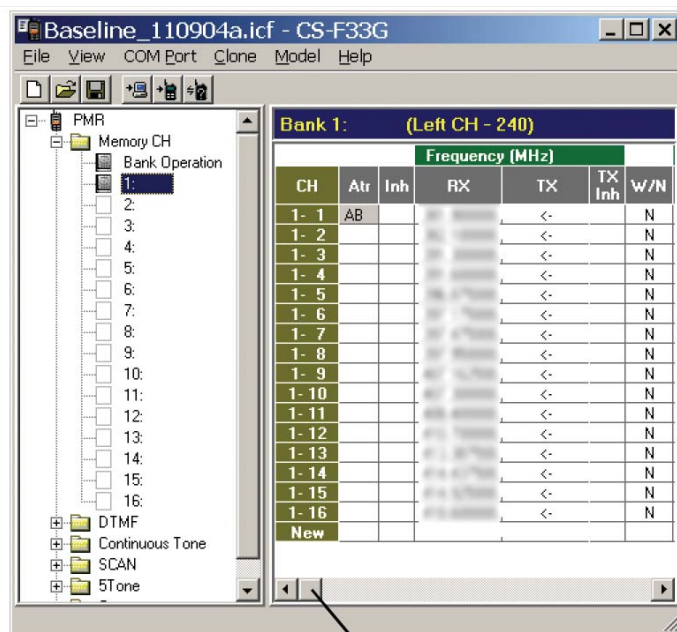 Baseline_110904a.icf - CS-F33G
File View COM Port Clone Model Help
PMR
Memory CH
Bank Operation
1:
2:
3:
4:
5:
6:
7:
8:
9:
10:
11:
12:
13:
14:
15:
16:
DTMF
Continuous Tone
SCAN
5Tone
Bank 1: (Left CH - 240)
Frequency (MHz)
CH Atr Inh RX TX TX Inh W/N
1- 1 AB <- N
1- 2 <- N
1- 3 <- N
1- 4 <- N
1- 5 <- N
1- 6 <- N
1- 7 <- N
1- 8 <- N
1- 9 <- N
1- 10 <- N
1- 11 <- N
1- 12 <- N
1- 13 <- N
1- 14 <- N
1- 15 <- N
1- 16 <- N
New